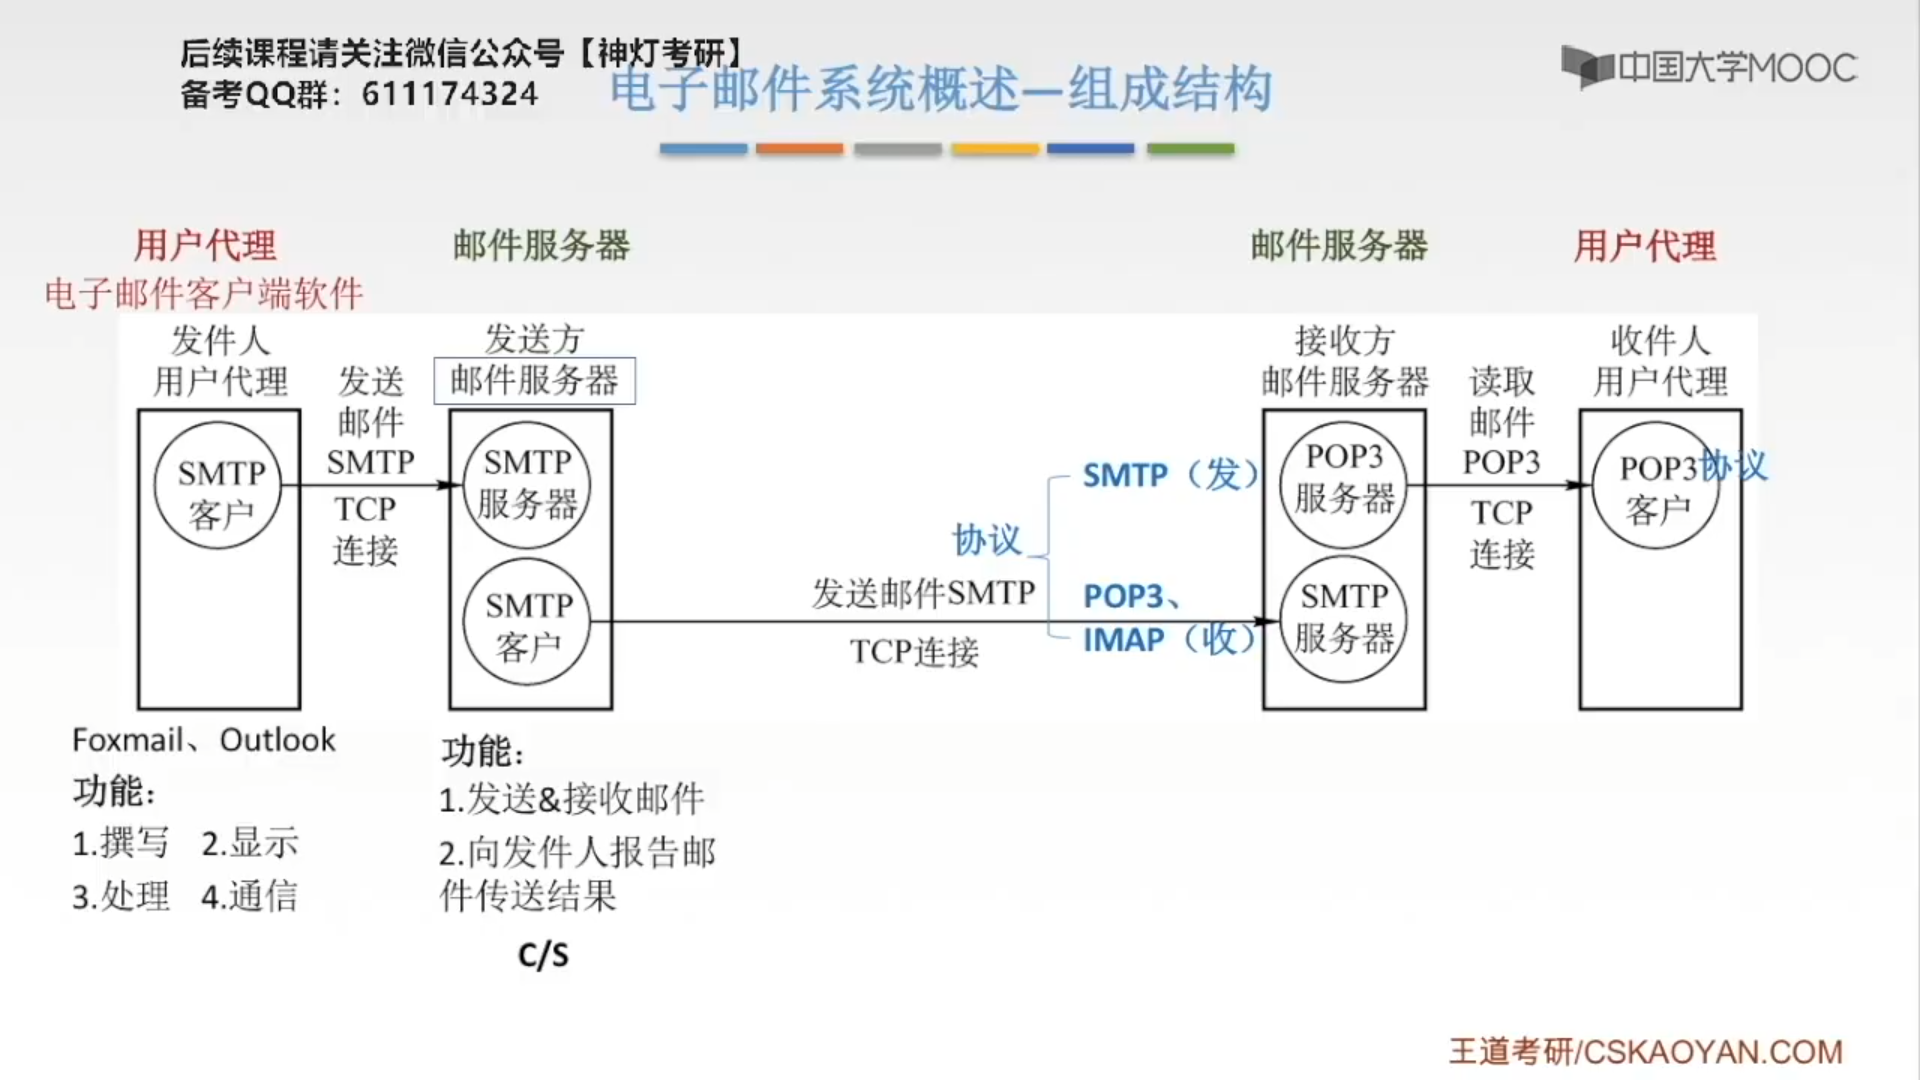 后续课程请关注微信公众号【神灯考研】
备考QQ群：611174324
电子邮件系统概述—组成结构
中国大学MOOC
用户代理
电子邮件客户端软件
邮件服务器
邮件服务器
用户代理
发件人
用户代理
发送
邮件
SMTP
TCP
连接
发送方
邮件服务器
接收方
邮件服务器
读取
邮件
POP3
TCP
连接
收件人
用户代理
SMTP
客户
SMTP
服务器
SMTP
客户
发送邮件SMTP
TCP连接
协议
SMTP（发）
POP3、
IMAP（收）
POP3
服务器
SMTP
服务器
POP3
客户
协议
Foxmail、Outlook
功能：
1.撰写 2.显示
3.处理 4.通信
功能：
1.发送&接收邮件
2.向发件人报告邮
件传送结果
C/S
王道考研/CSKAOYAN.COM